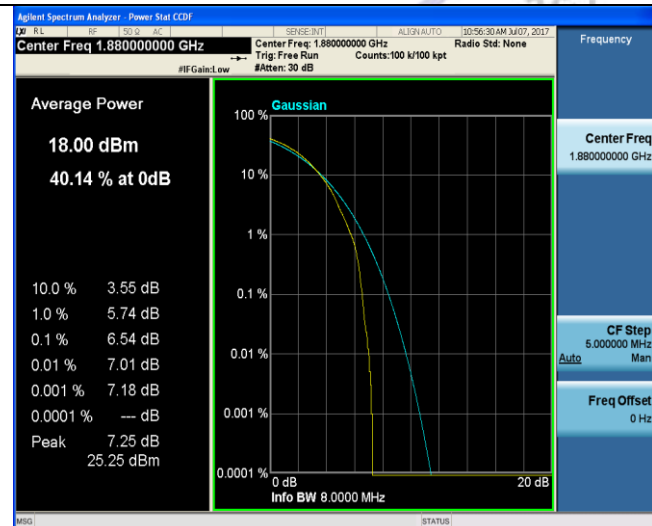 Agilent Spectrum Analyzer - Power Stat CCDF
RL RF 50 Ω AC SENSE:INT ALIGN AUTO 10:56:30 AM Jul 07, 2017
Center Freq 1.880000000 GHz
Center Freq: 1.880000000 GHz Radio Std: None
Trig: Free Run Counts:100 k/100 kpt
#IFGain:Low #Atten: 30 dB
Frequency
Average Power
18.00 dBm
40.14 % at 0dB
10.0 % 3.55 dB
1.0 % 5.74 dB
0.1 % 6.54 dB
0.01 % 7.01 dB
0.001 % 7.18 dB
0.0001 % --- dB
Peak 7.25 dB
25.25 dBm
Gaussian
100 %
10 %
1 %
0.1 %
0.01 %
0.001 %
0.0001 %
0 dB 20 dB
Info BW 8.0000 MHz
Center Freq
1.880000000 GHz
CF Step
5.000000 MHz
Auto Man
Freq Offset
0 Hz
MSG STATUS